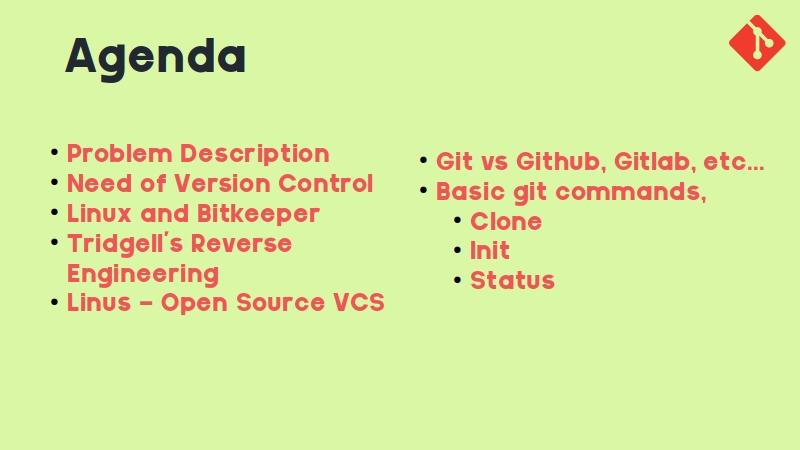 Agenda
• Problem Description
• Need of Version Control
• Linux and Bitkeeper
• Tridgell's Reverse
Engineering
• Linus – Open Source VCS
• Git vs Github, Gitlab, etc...
• Basic git commands,
• Clone
• Init
• Status